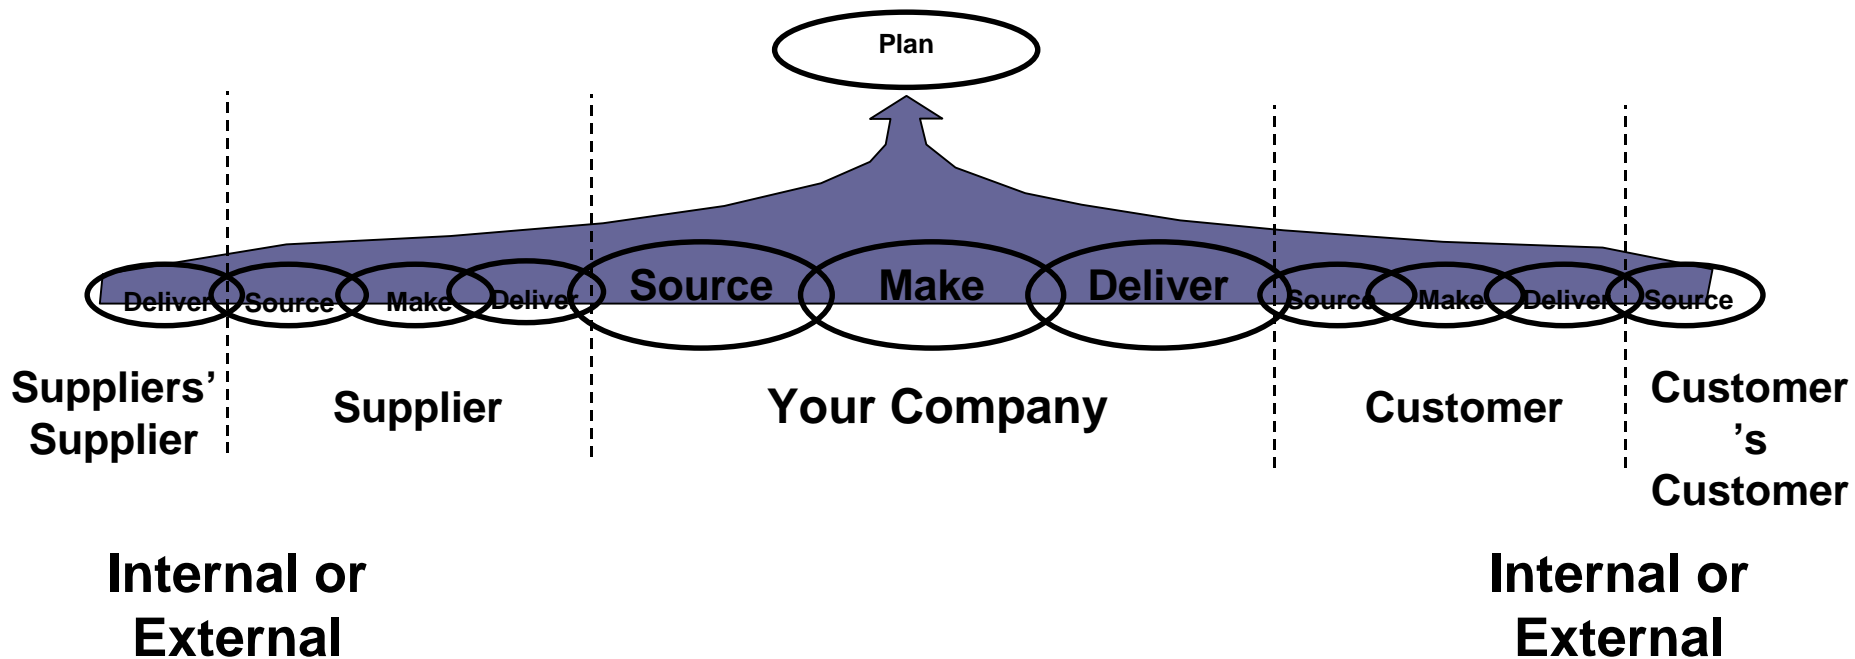 Plan
Deliver Source Make Deliver Source Make Deliver Source Make Deliver Source
Suppliers’
Supplier
Supplier
Your Company
Customer
Customer
’s
Customer
Internal or
External
Internal or
External